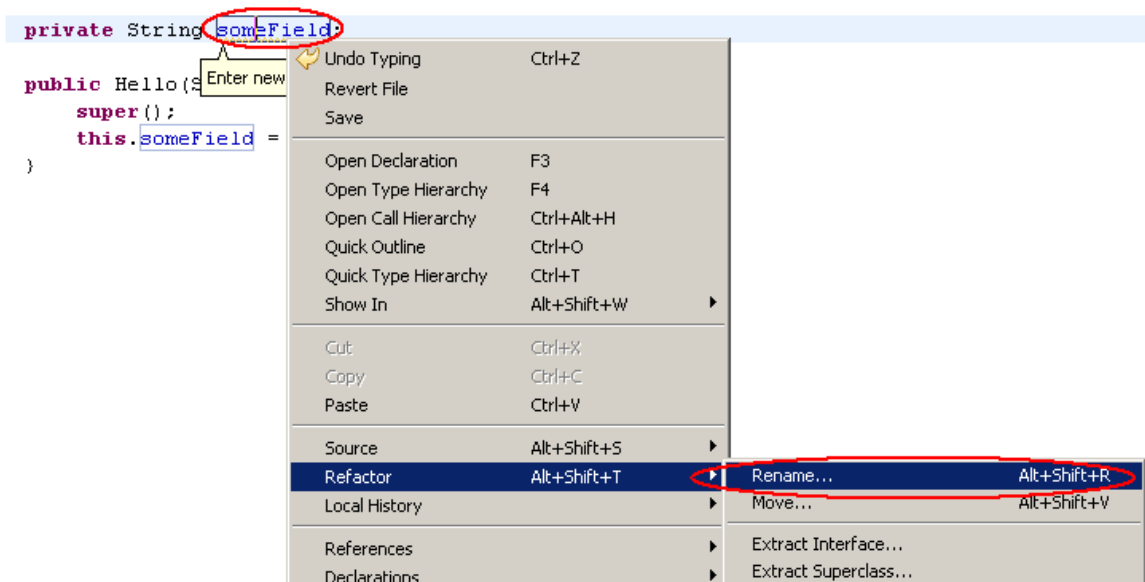 private String someField;
Enter new
public Hello(S
super();
this.someField =
}
Undo Typing Ctrl+Z
Revert File
Save
Open Declaration F3
Open Type Hierarchy F4
Open Call Hierarchy Ctrl+Alt+H
Quick Outline Ctrl+O
Quick Type Hierarchy Ctrl+T
Show In Alt+Shift+W
Cut Ctrl+X
Copy Ctrl+C
Paste Ctrl+V
Source Alt+Shift+S
Refactor Alt+Shift+T
Local History
References
Declarations
Rename... Alt+Shift+R
Move... Alt+Shift+V
Extract Interface...
Extract Superclass...